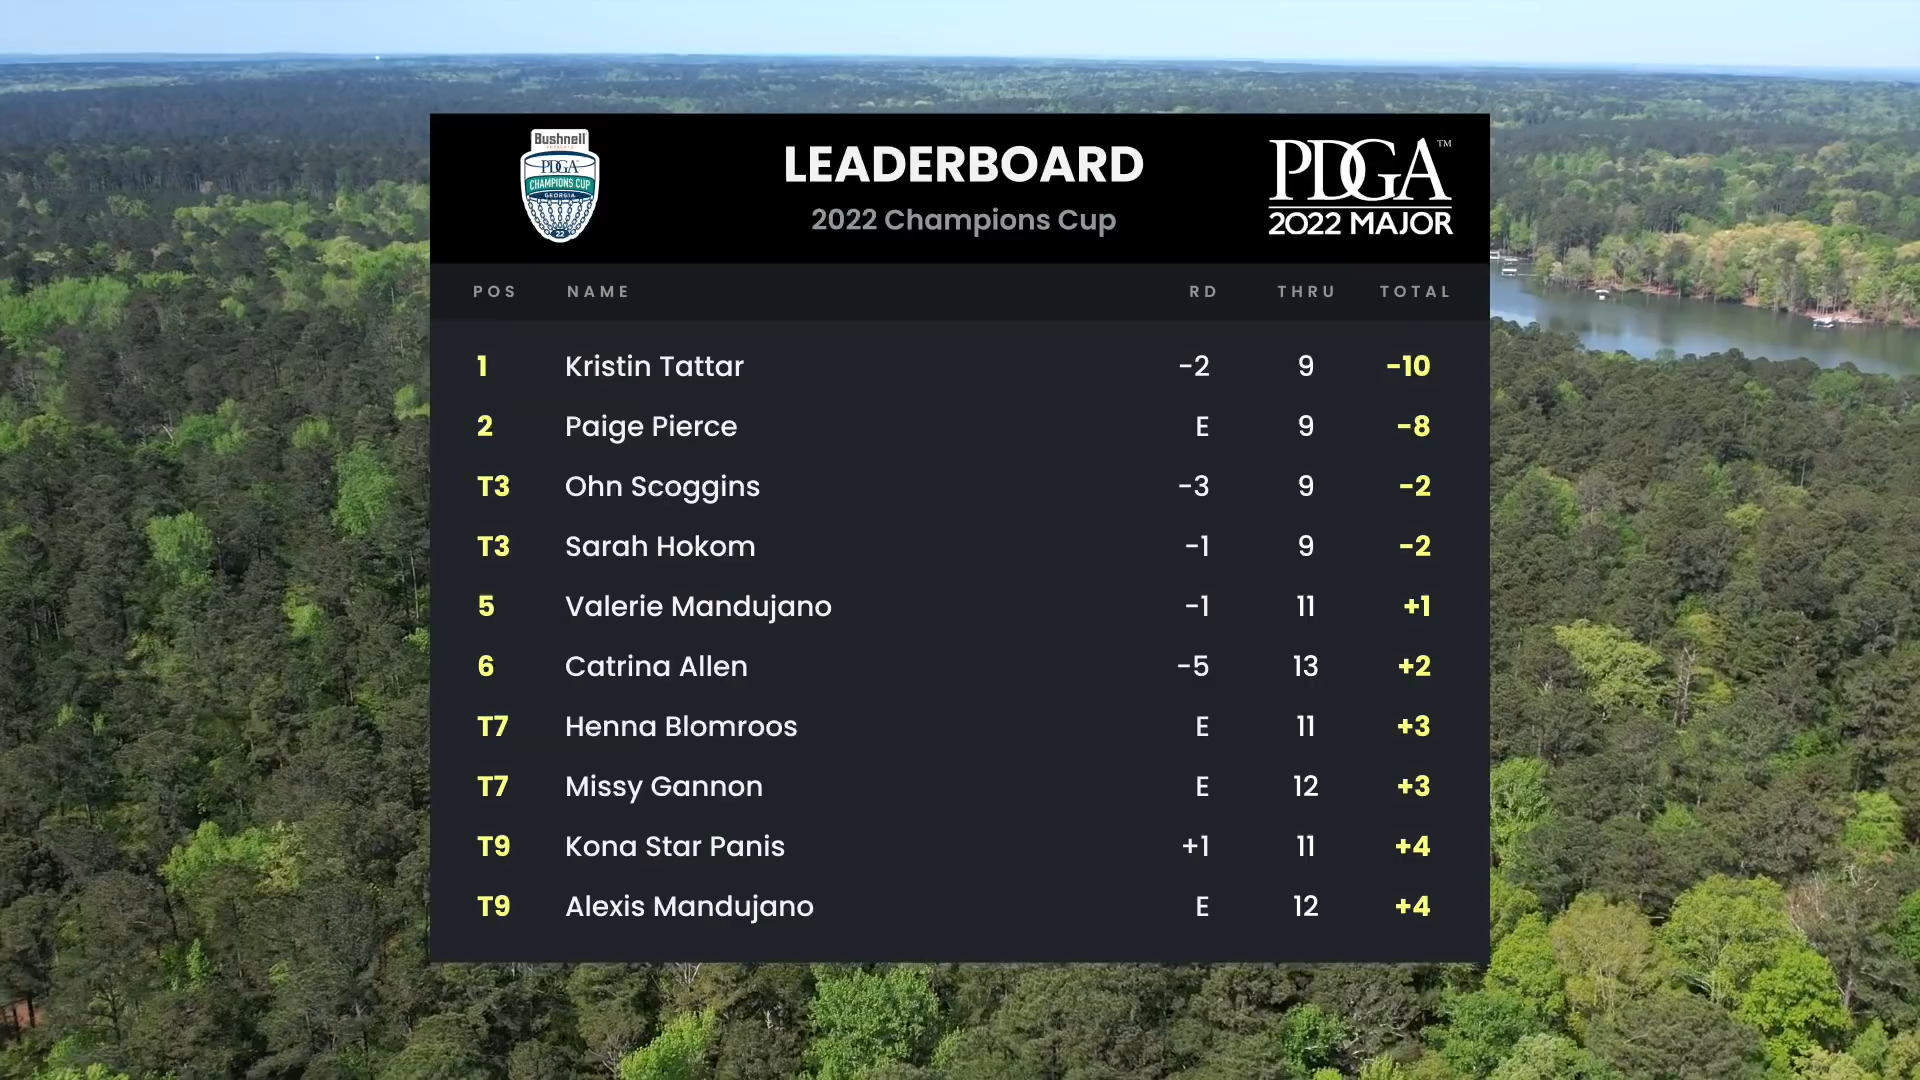 Bushnell
PDGA
CHAMPIONS CUP
GEORGIA
22
LEADERBOARD
2022 Champions Cup
PDGA™
2022 MAJOR
POS NAME RD THRU TOTAL
1 Kristin Tattar -2 9 -10
2 Paige Pierce E 9 -8
T3 Ohn Scoggins -3 9 -2
T3 Sarah Hokom -1 9 -2
5 Valerie Mandujano -1 11 +1
6 Catrina Allen -5 13 +2
T7 Henna Blomroos E 11 +3
T7 Missy Gannon E 12 +3
T9 Kona Star Panis +1 11 +4
T9 Alexis Mandujano E 12 +4